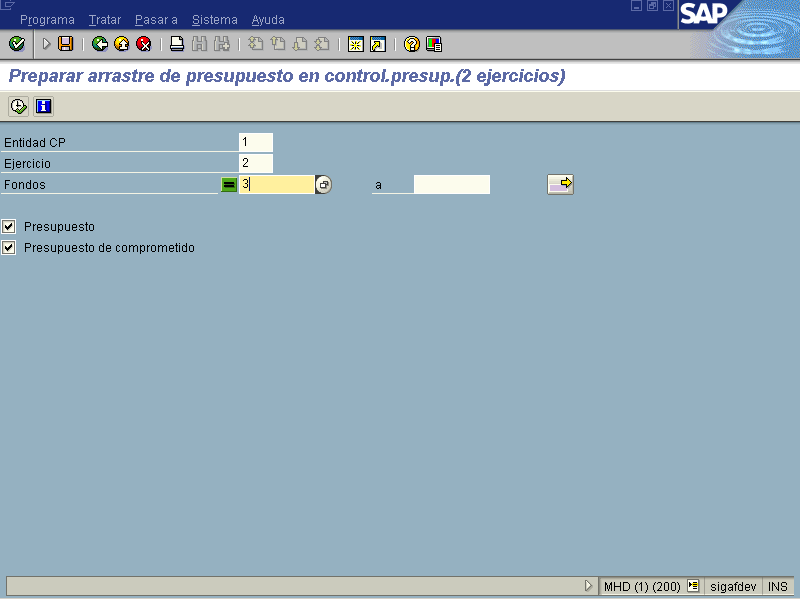 Programa Tratar Pasar a Sistema Ayuda
SAP
Preparar arrastre de presupuesto en control.presup.(2 ejercicios)
Entidad CP 1
Ejercicio 2
Fondos 3 a
Presupuesto
Presupuesto de comprometido
MHD (1) (200) sigafdev INS